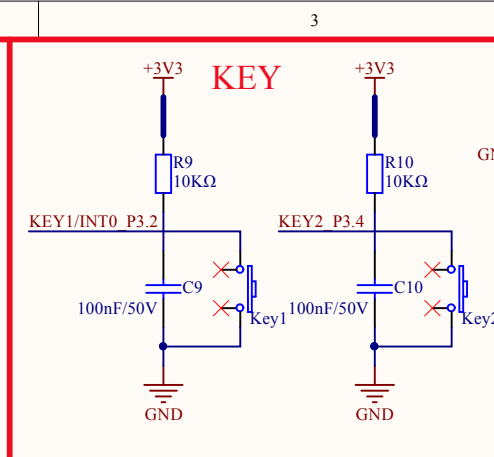 3
KEY
+3V3
+3V3
R9
10KΩ
R10
10KΩ
KEY1/INT0_P3.2
KEY2_P3.4
C9
100nF/50V
Key1
C10
100nF/50V
Key2
GND
GND